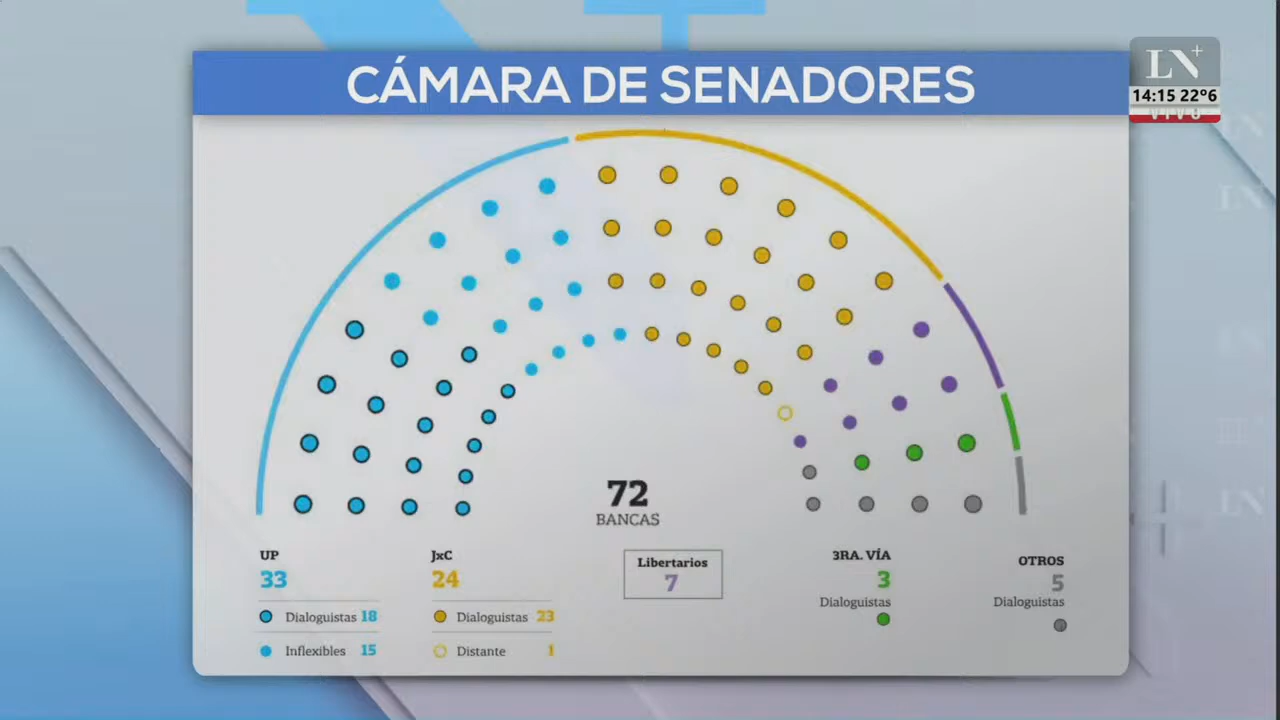 CÁMARA DE SENADORES
LN+
14:15 22°6
VIVO
72
BANCAS
UP
33
Dialoguistas 18
Inflexibles 15
JxC
24
Dialoguistas 23
Distante 1
Libertarios
7
3RA. VÍA
3
Dialoguistas
OTROS
5
Dialoguistas